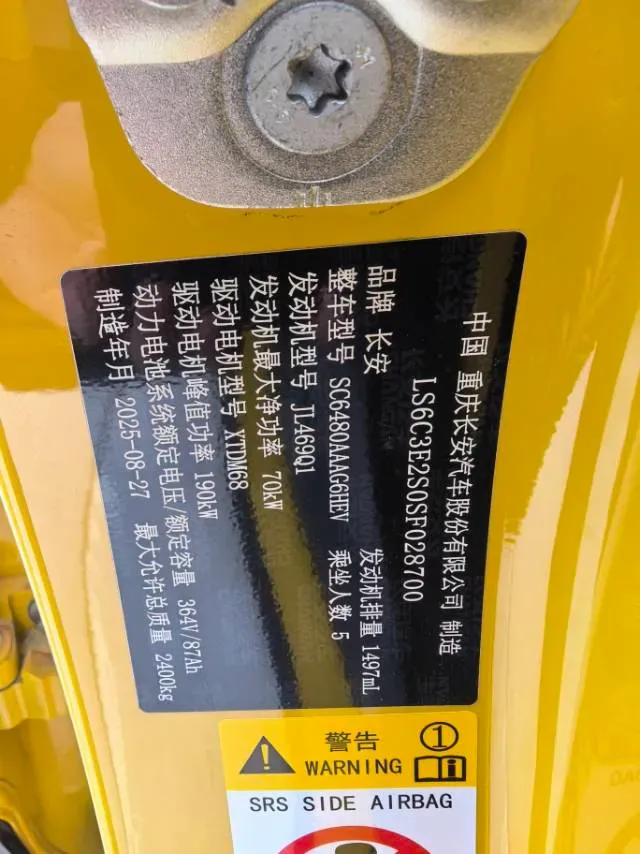 中国 重庆长安汽车股份有限公司 制造
LS6C3E2S0SF028700
品牌 长安
整车型号 SC6480AAAG6HEV 乘坐人数 5
发动机型号 JL469Q1 发动机排量 1497mL
发动机最大净功率 70kW
驱动电机型号 XTDM68
驱动电机峰值功率 190kW
动力电池系统额定电压/额定容量 364V/87Ah
制造年月 2025-08-27 最大允许总质量 2400kg
警告
WARNING
1
SRS SIDE AIRBAG